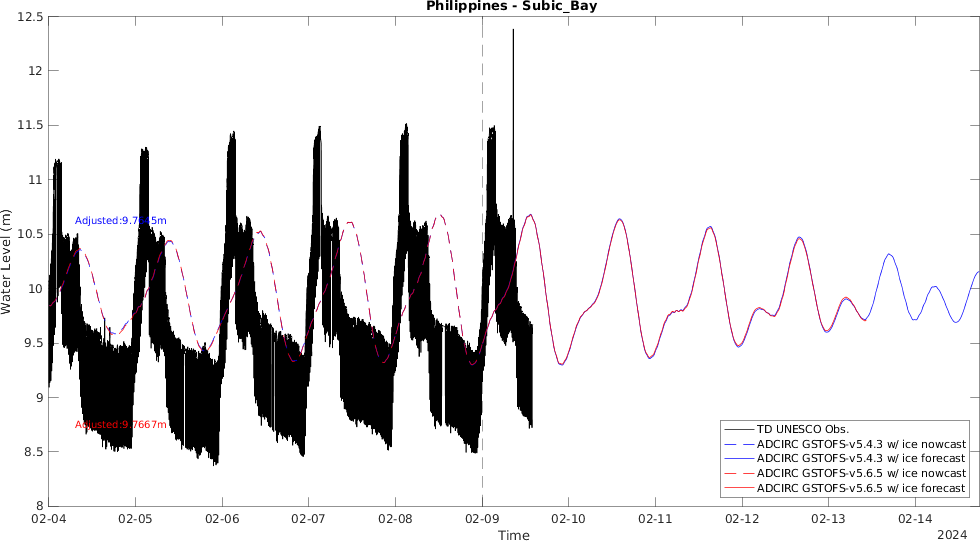 Philippines - Subic_Bay
12.5
12
11.5
11
10.5
10
9.5
9
8.5
8
Water Level (m)
Adjusted:9.7
Adjusted:9.7667m
TD UNESCO Obs.
ADCIRC GSTOFS-v5.4.3 w/ ice nowcast
ADCIRC GSTOFS-v5.4.3 w/ ice forecast
ADCIRC GSTOFS-v5.6.5 w/ ice nowcast
ADCIRC GSTOFS-v5.6.5 w/ ice forecast
02-04 02-05 02-06 02-07 02-08 02-09 02-10 02-11 02-12 02-13 02-14
Time
2024